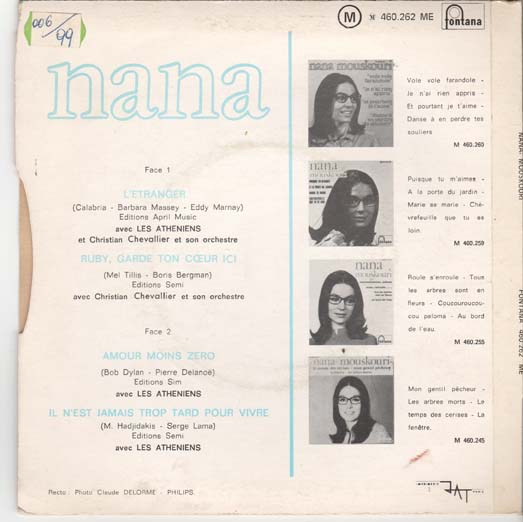 006/99
M 460.262 ME
fontana
nana
Face 1
L'ETRANGER
(Calabria - Barbara Massey - Eddy Marnay)
Editions April Music
avec LES ATHENIENS
et Christian Chevallier et son orchestre
RUBY, GARDE TON CŒUR ICI
(Mel Tillis - Boris Bergman)
Editions Semi
avec Christian Chevallier et son orchestre
Face 2
AMOUR MOINS ZERO
(Bob Dylan - Pierre Delanoë)
Editions Sim
avec LES ATHENIENS
IL N'EST JAMAIS TROP TARD POUR VIVRE
(M. Hadjidakis - Serge Lama)
Editions Semi
avec LES ATHENIENS
Recto : Photo Claude DELORME - PHILIPS.
nana mouskouri
Vole vole farandole -
Je n'ai rien appris -
Et pourtant je t'aime -
Danse à en perdre tes
souliers
M 460.260
nana
mouskouri
Puisque tu m'aimes -
A la porte du jardin -
Marie se marie - Chè-
vrefeuille que tu es
loin.
M 460.259
nana
mouskouri
Roule s'enroule - Tous
les arbres sont en
fleurs - Coucouroucou-
cou paloma - Au bord
de l'eau.
M 460.255
nana mouskouri
Mon gentil pêcheur -
Les arbres morts - Le
temps des cerises - La
fenêtre.
M 460.245
NANA MOUSKOURI
FONTANA 460.262 ME
JAT